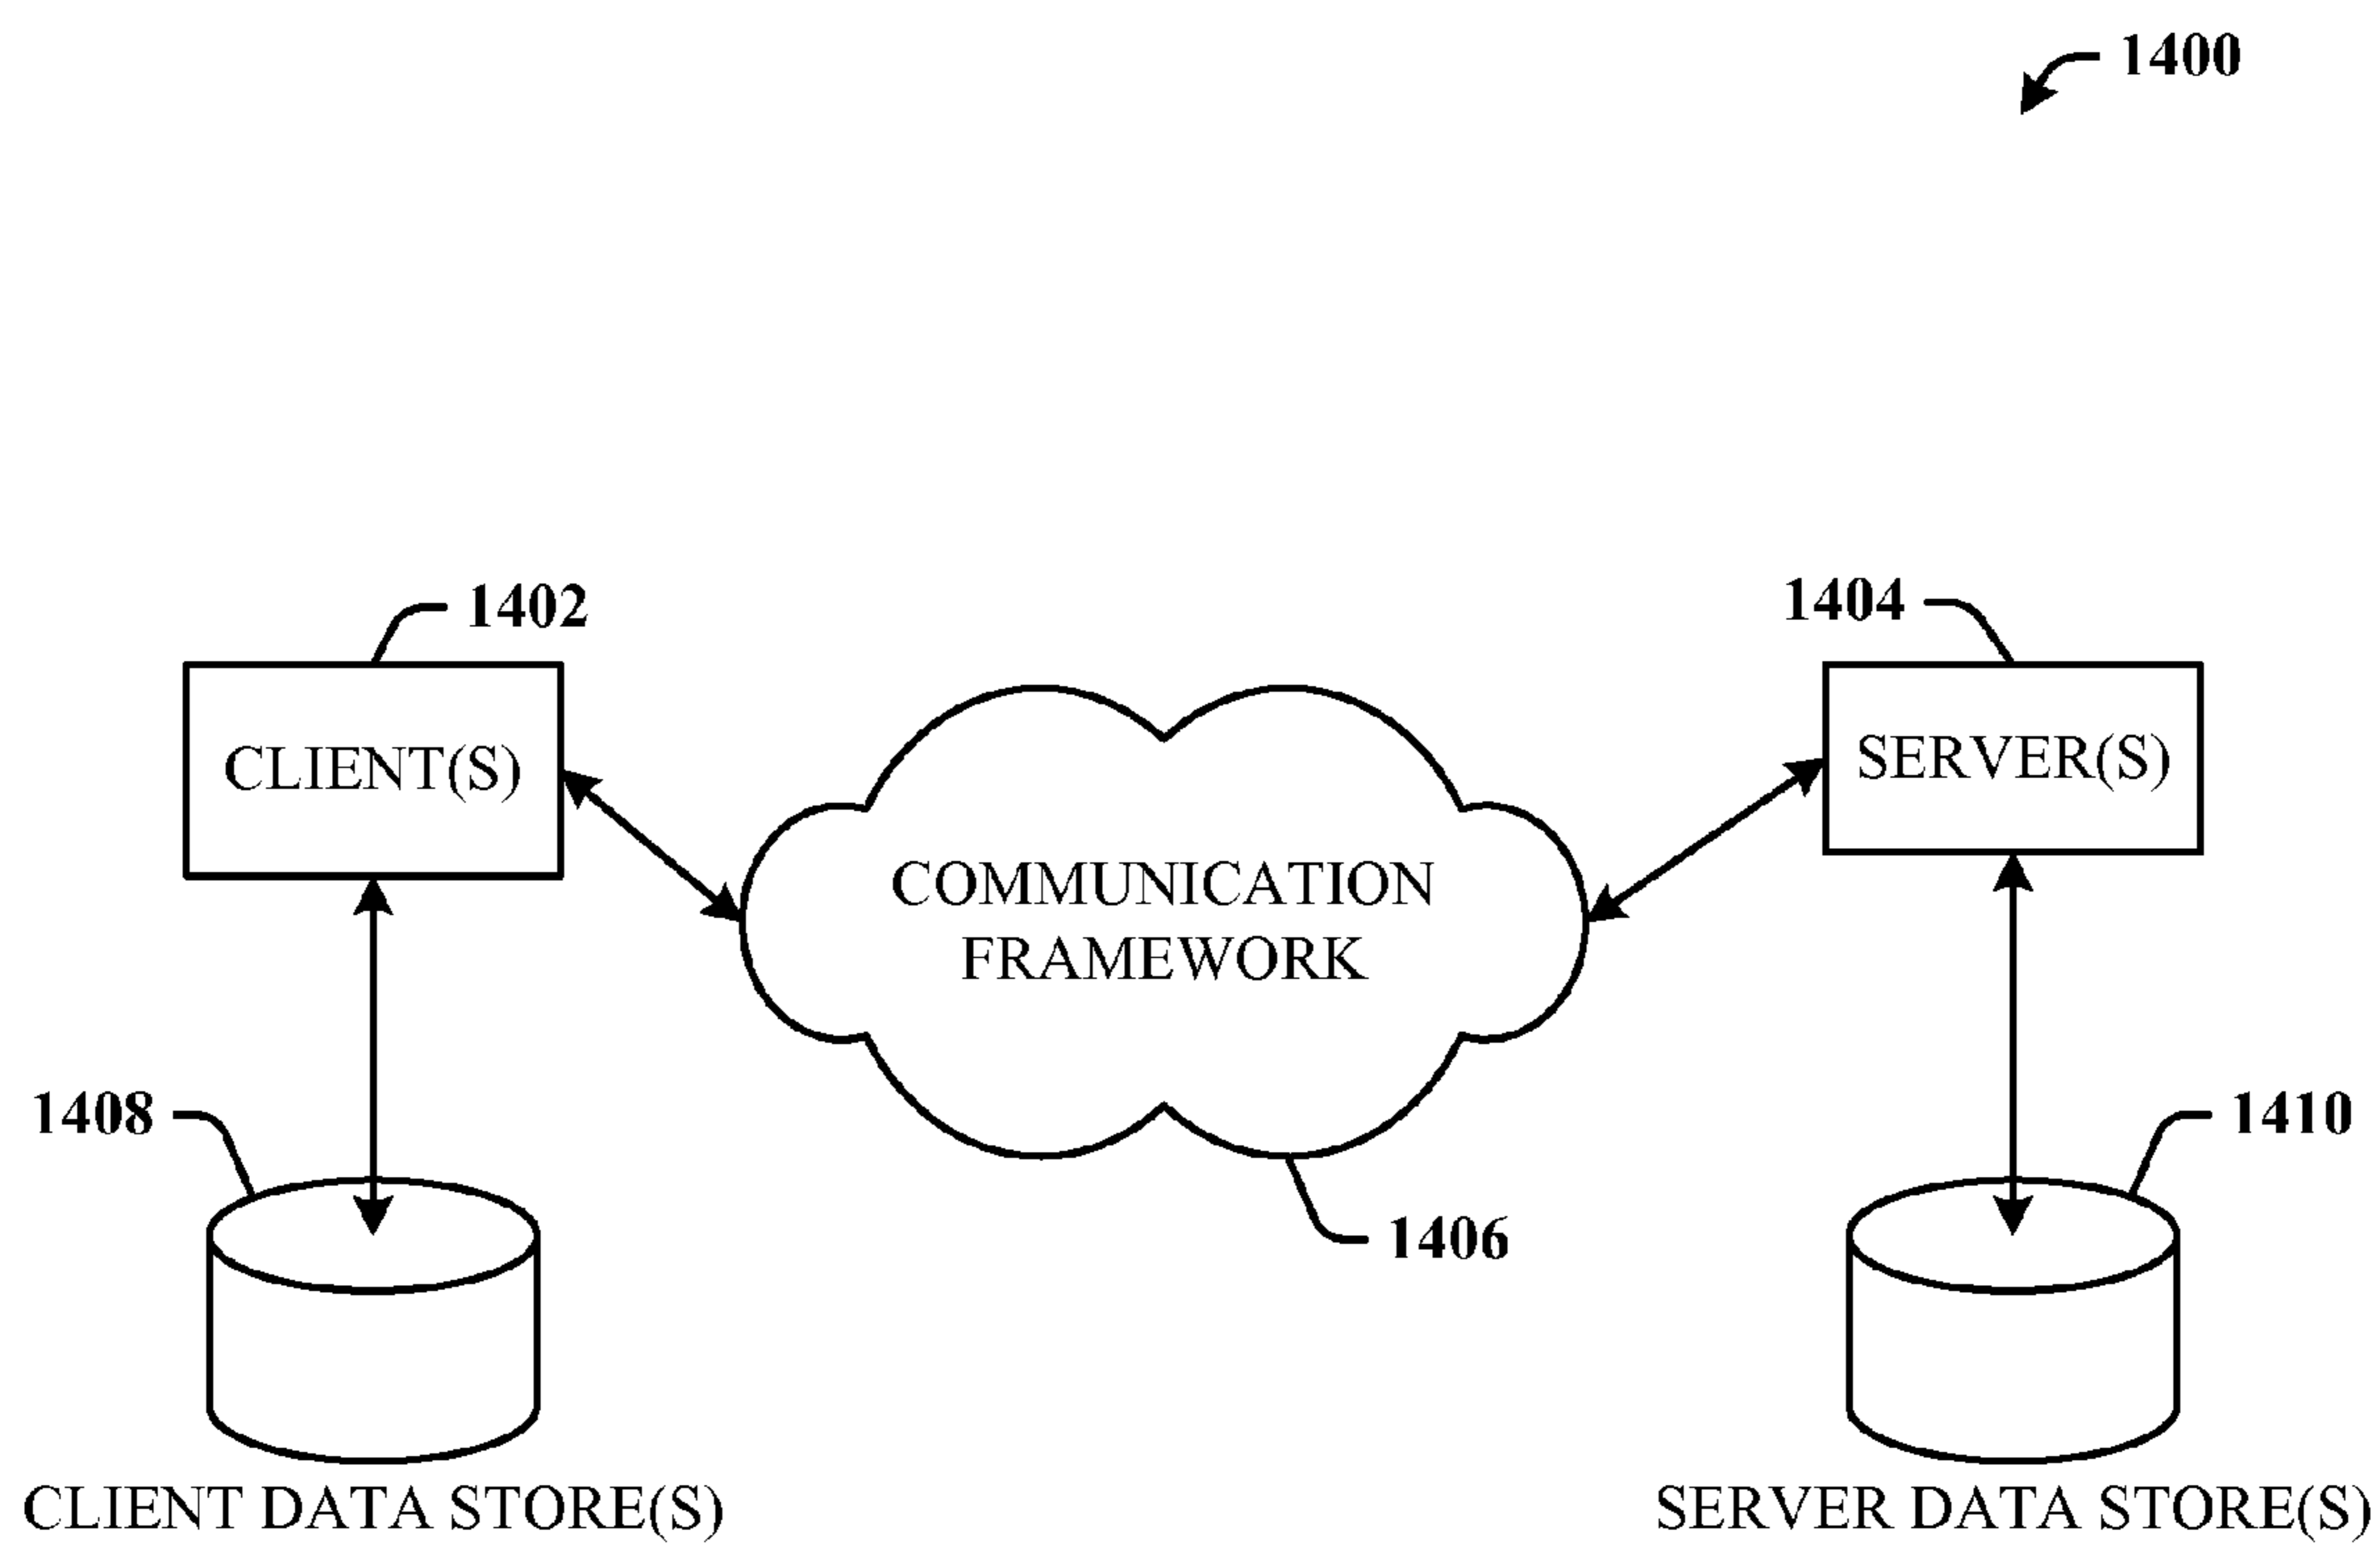 1400
1402
1404
CLIENT(S)
SERVER(S)
COMMUNICATION
FRAMEWORK
1408
1410
1406
CLIENT DATA STORE(S)
SERVER DATA STORE(S)